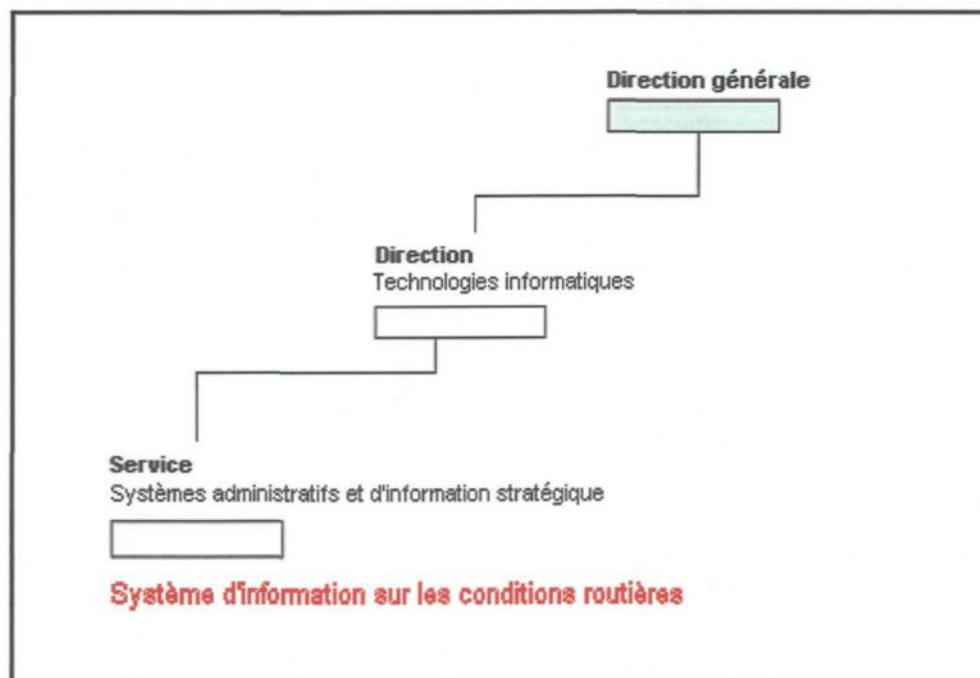 Direction générale
Direction
Technologies informatiques
Service
Systèmes administratifs et d'information stratégique
Système d'information sur les conditions routières